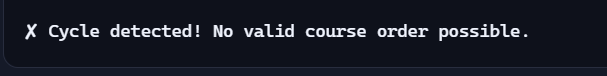 ✘ Cycle detected! No valid course order possible.